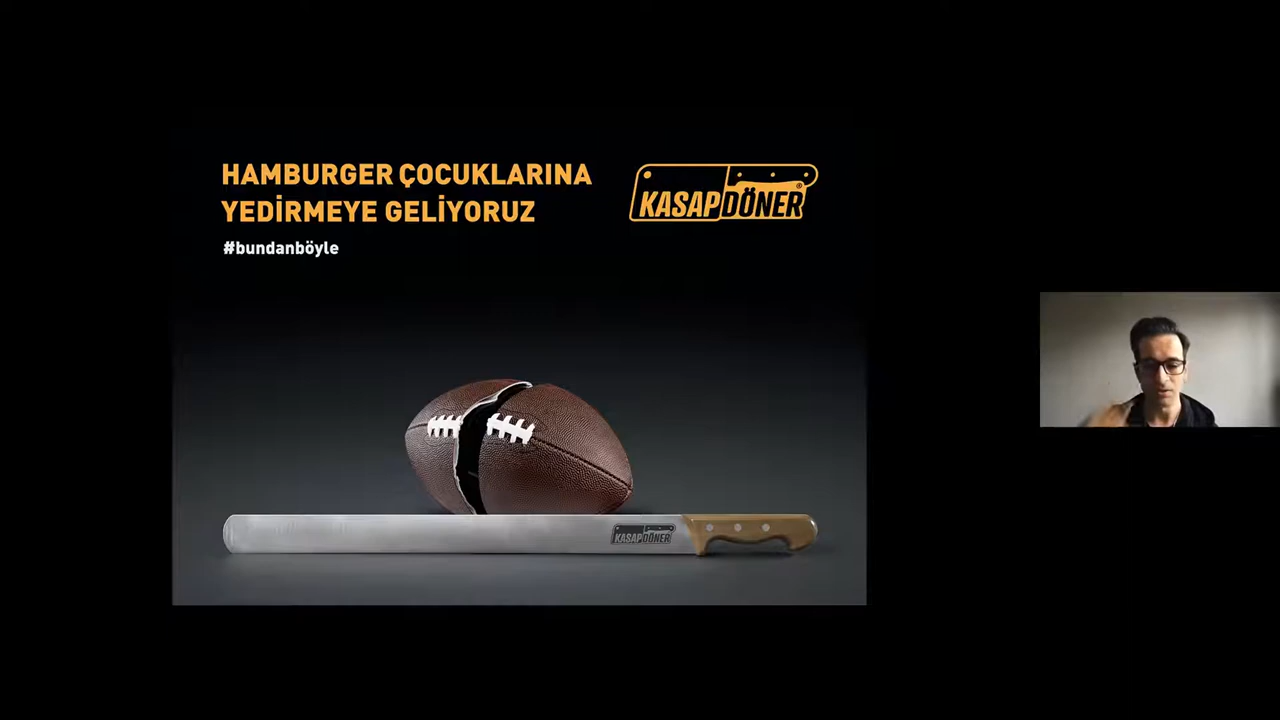 HAMBURGER ÇOCUKLARINA
YEDİRMEYE GELİYORUZ
#bundanböyle
KASAPDÖNER®
KASAPDÖNER